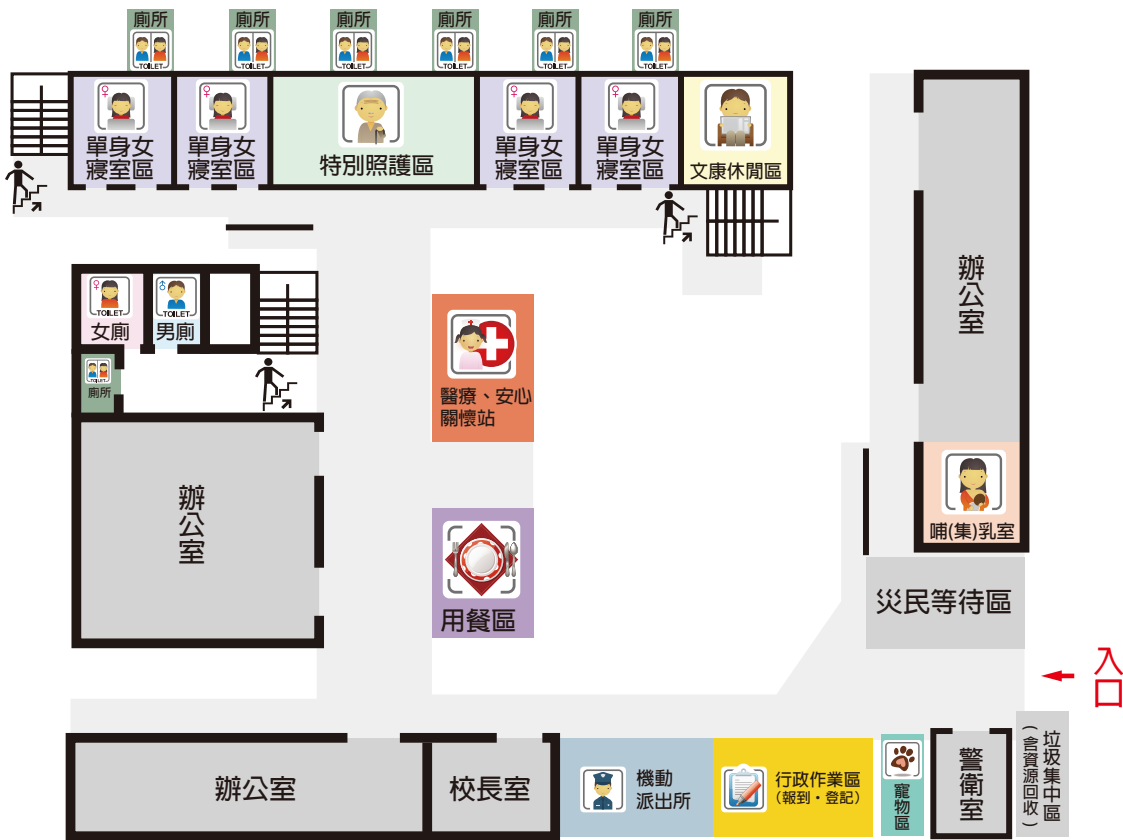 廁所
廁所
廁所
廁所
廁所
廁所
TOILET
TOILET
TOILET
TOILET
TOILET
TOILET
單身女
寢室區
單身女
寢室區
特別照護區
單身女
寢室區
單身女
寢室區
文康休閒區
TOILET
女廁
TOILET
男廁
TOILET
廁所
醫療、安心
關懷站
辦公室
辦公室
哺(集)乳室
用餐區
災民等待區
入口
辦公室
校長室
機動
派出所
行政作業區
(報到・登記)
寵物區
警衛室
垃圾集中區
(含資源回收)